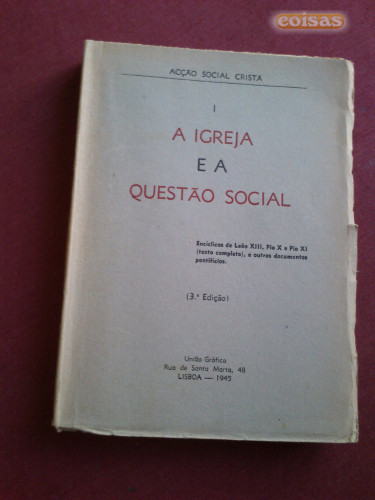 coisas
ACÇÃO SOCIAL CRISTÃ
I
A IGREJA
E A
QUESTÃO SOCIAL
Encíclicas de Leão XIII, Pio X e Pio XI
(texto completo), e outros documentos
pontifícios.
(3.ª Edição)
União Gráfica
Rua de Santa Marta, 48
LISBOA — 1945